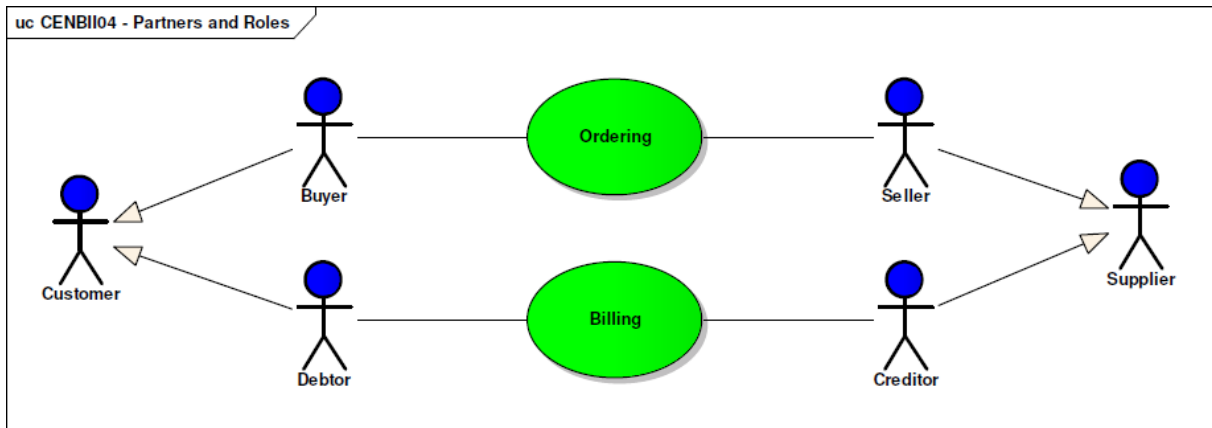 uc CENBII04 - Partners and Roles
Ordering
Buyer
Seller
Customer
Supplier
Billing
Debtor
Creditor